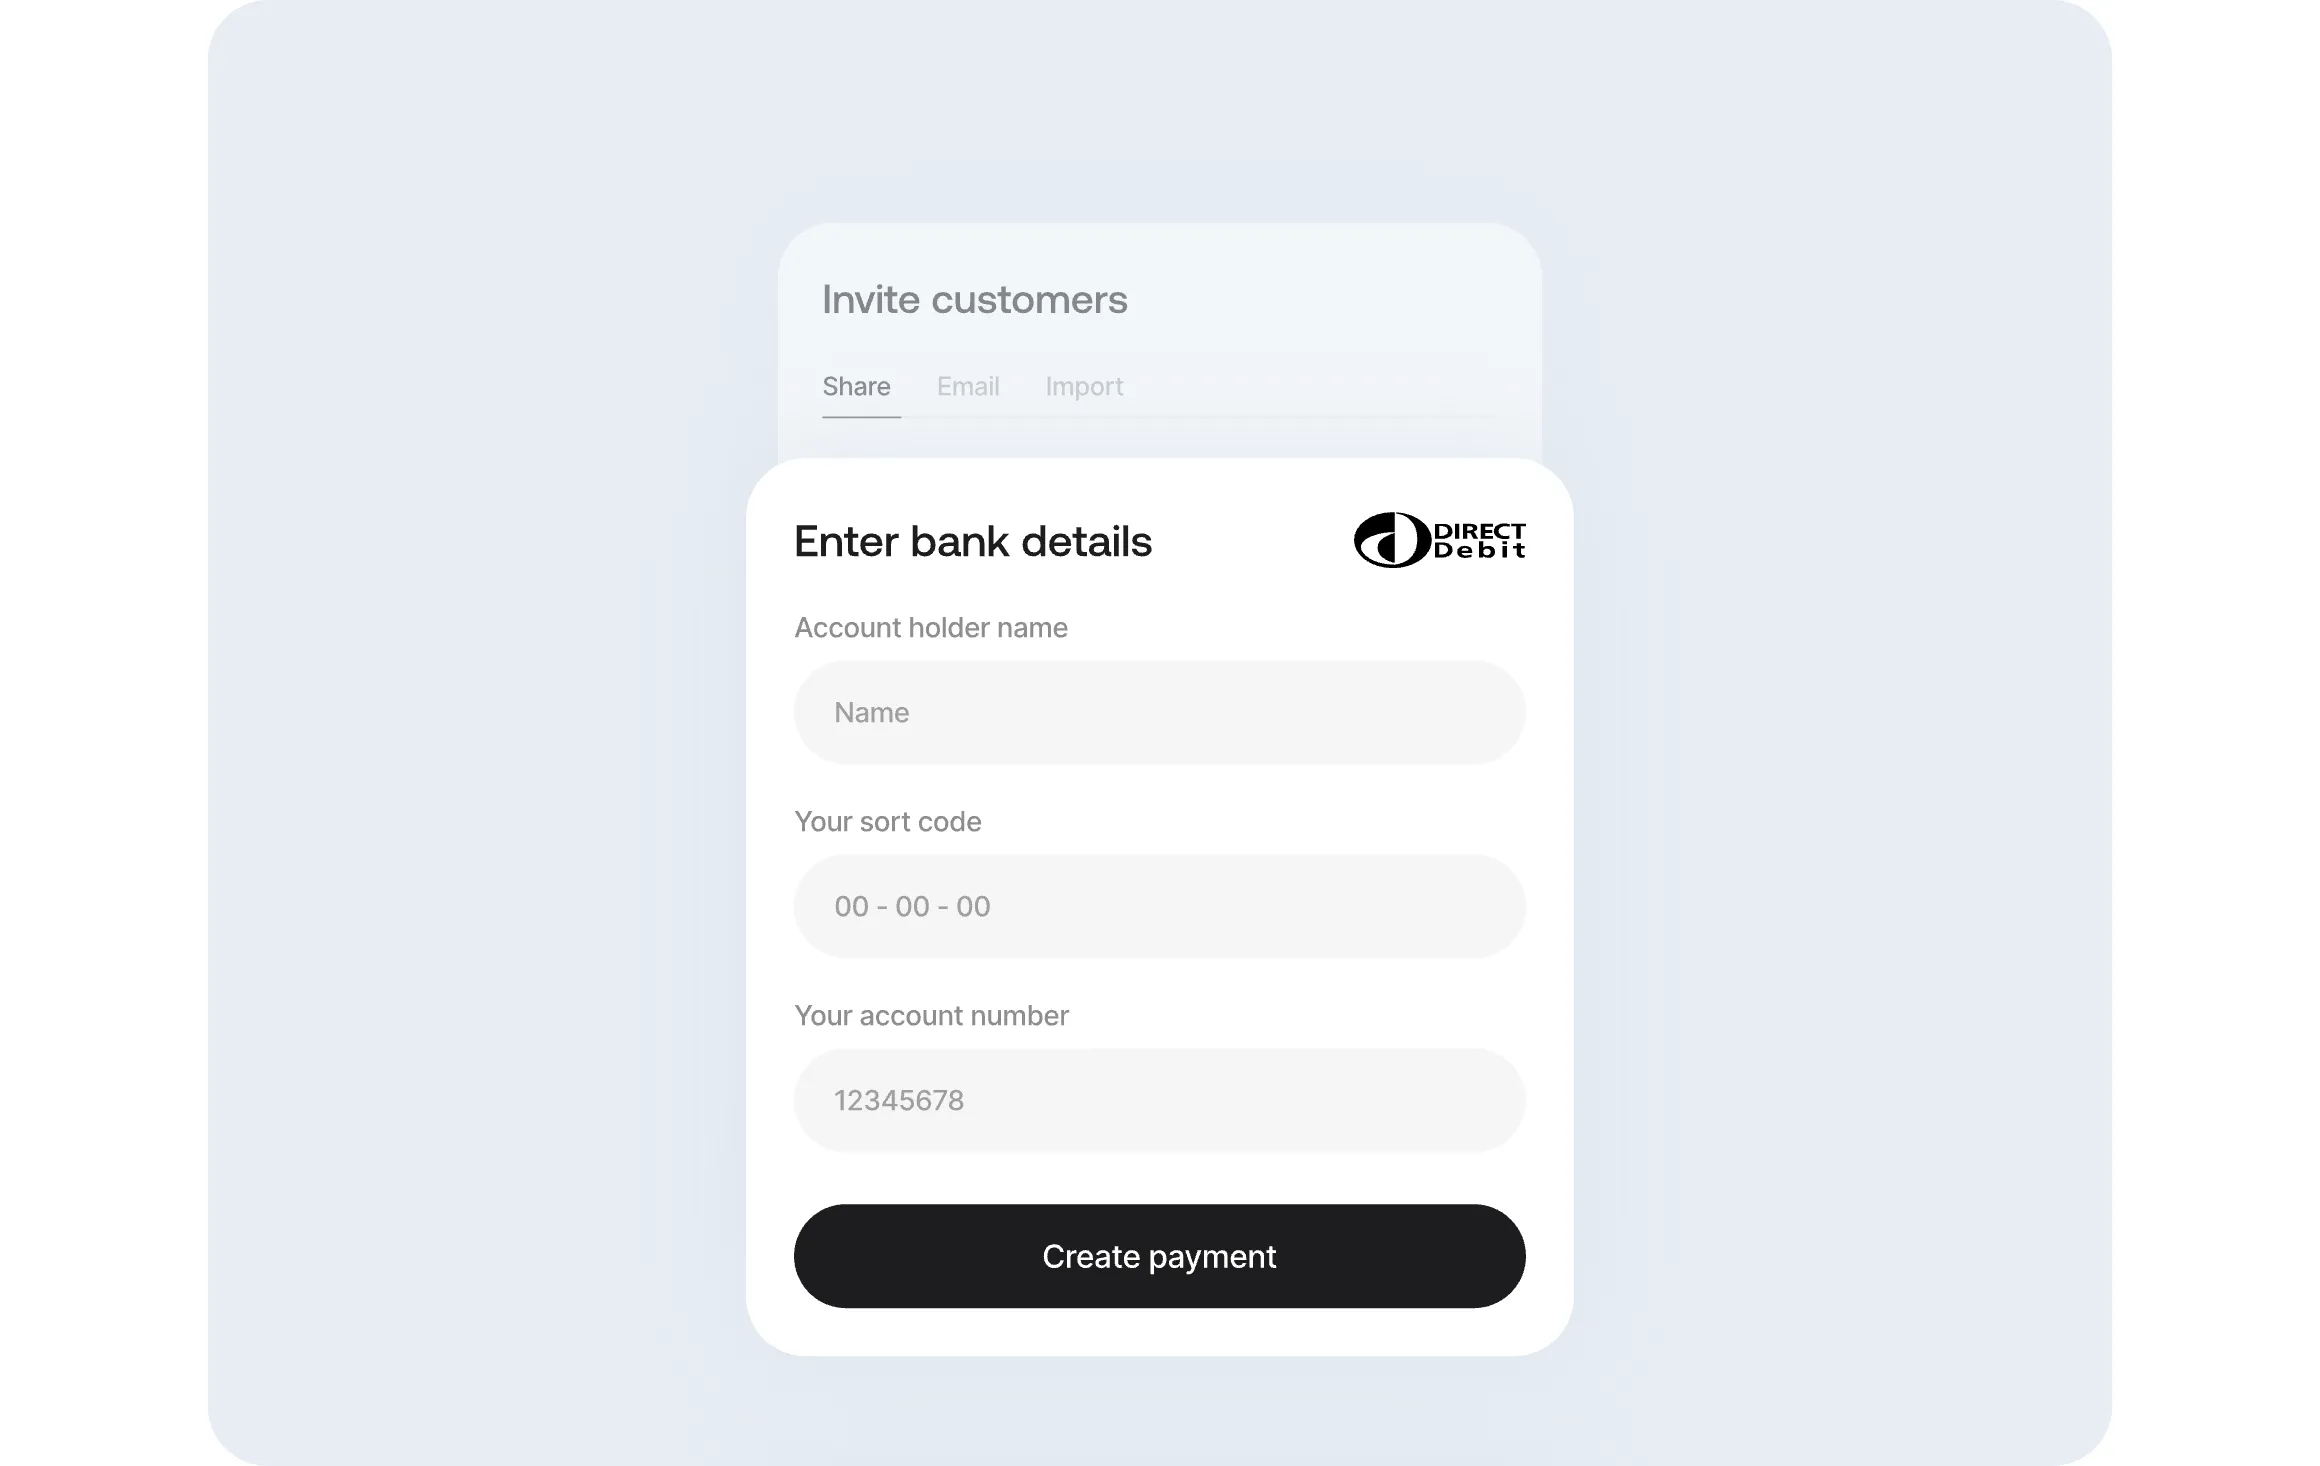 Invite customers
Share Email Import
Enter bank details
DIRECT
Debit
Account holder name
Name
Your sort code
00 - 00 - 00
Your account number
12345678
Create payment